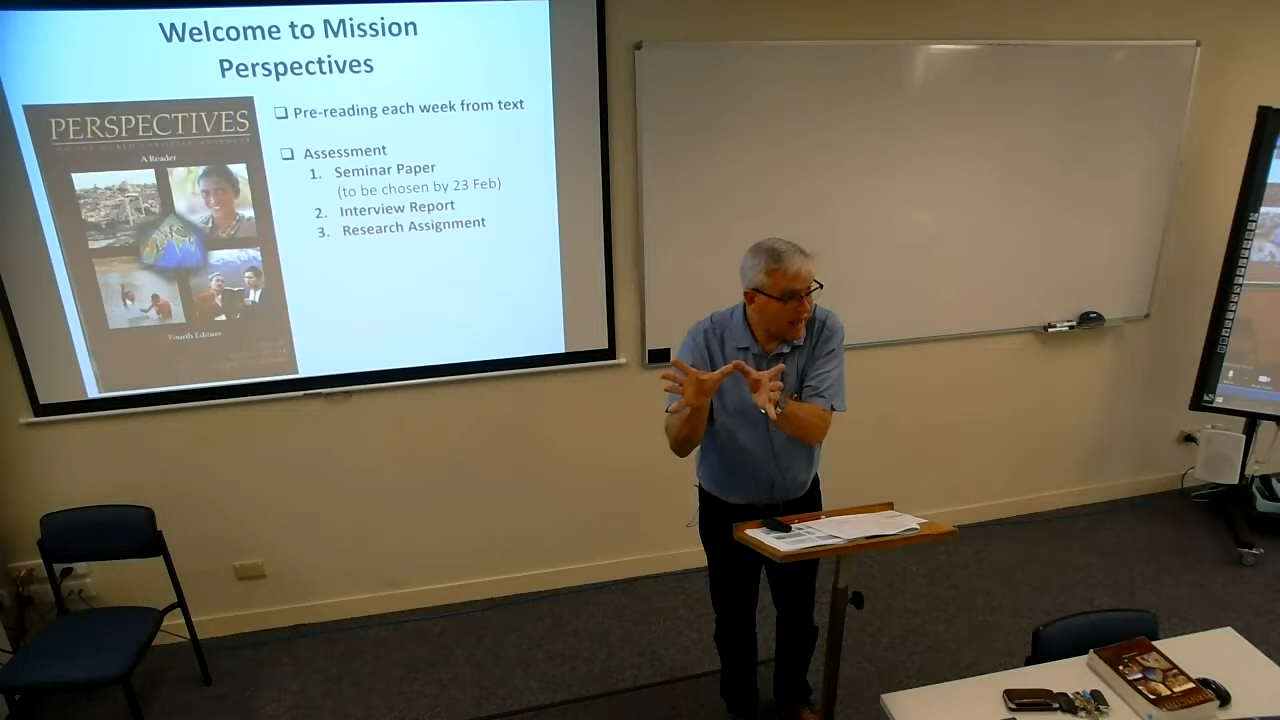 Welcome to Mission
Perspectives
PERSPECTIVES
A Reader
Fourth Edition
❑ Pre-reading each week from text
❑ Assessment
1. Seminar Paper
(to be chosen by 23 Feb)
2. Interview Report
3. Research Assignment